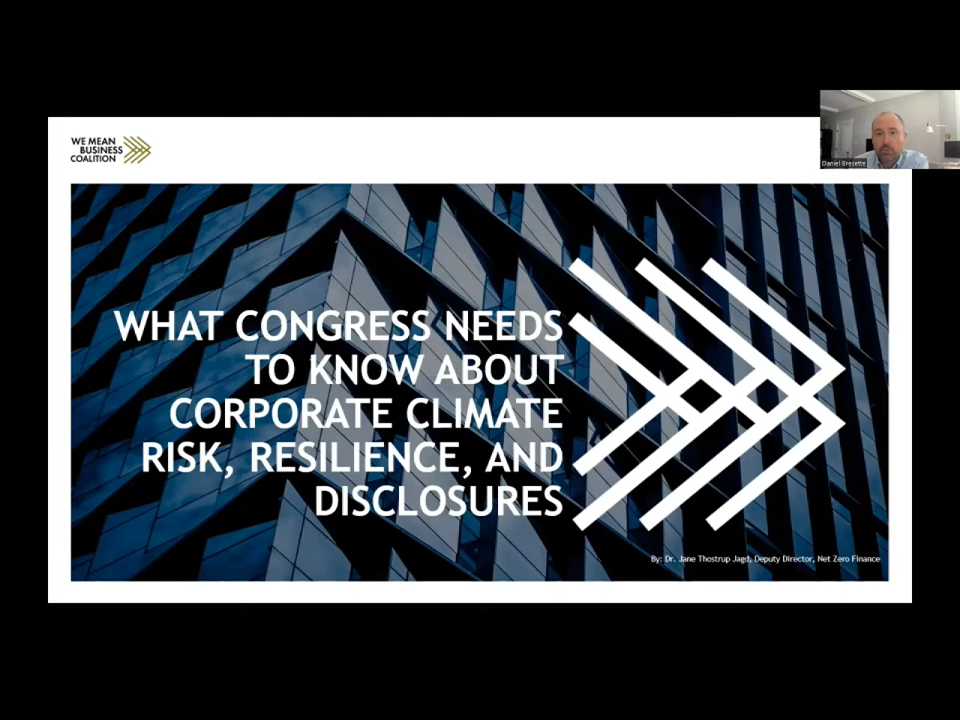 WE MEAN
BUSINESS
COALITION
Daniel Bresette
WHAT CONGRESS NEEDS
TO KNOW ABOUT
CORPORATE CLIMATE
RISK, RESILIENCE, AND
DISCLOSURES
By: Dr. Jane Thostrup Jagd, Deputy Director, Net Zero Finance